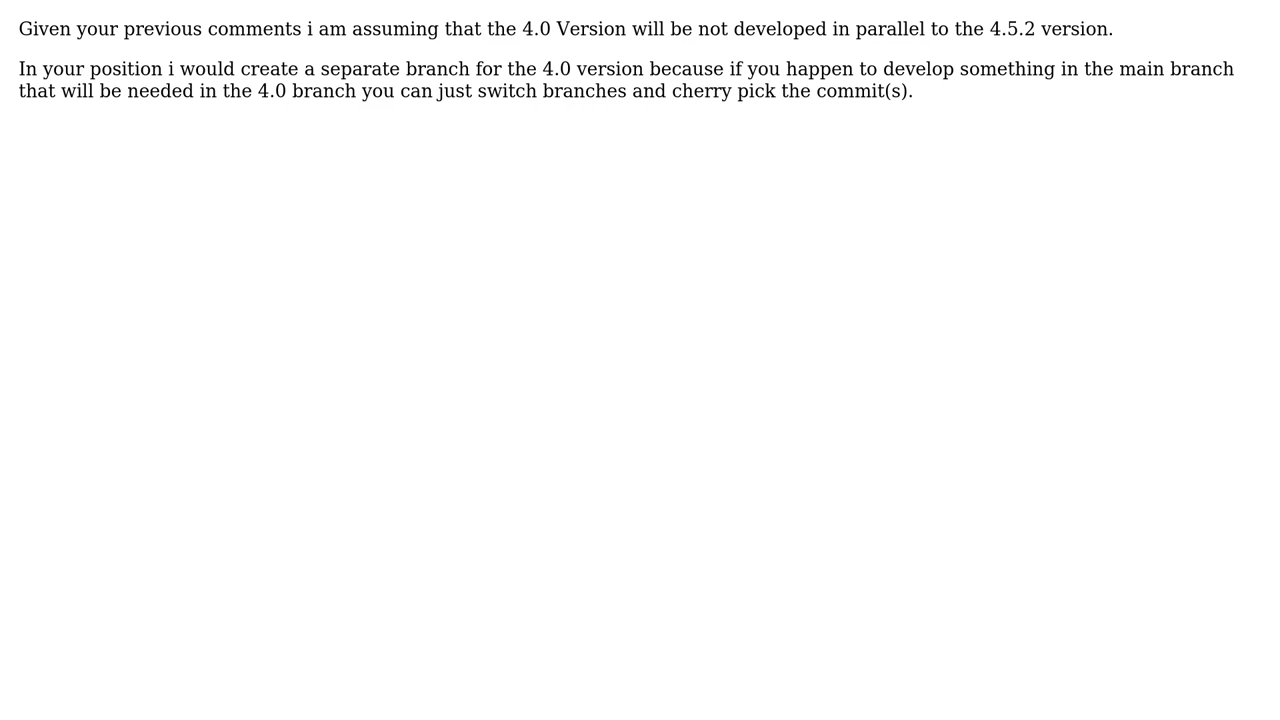 Given your previous comments i am assuming that the 4.0 Version will be not developed in parallel to the 4.5.2 version.
In your position i would create a separate branch for the 4.0 version because if you happen to develop something in the main branch
that will be needed in the 4.0 branch you can just switch branches and cherry pick the commit(s).